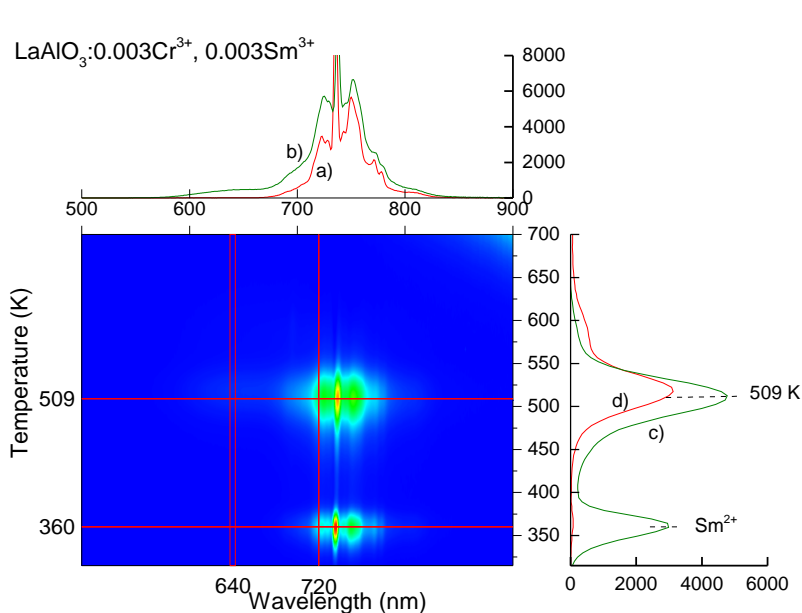 LaAlO₃:0.003Cr³⁺, 0.003Sm³⁺
8000
6000
4000
2000
0
b)
a)
500 600 700 800 900
Temperature (K)
509
360
700
650
600
550
500
450
400
350
640 720
Wavelength (nm)
d)
c)
509 K
Sm²⁺
0 2000 4000 6000